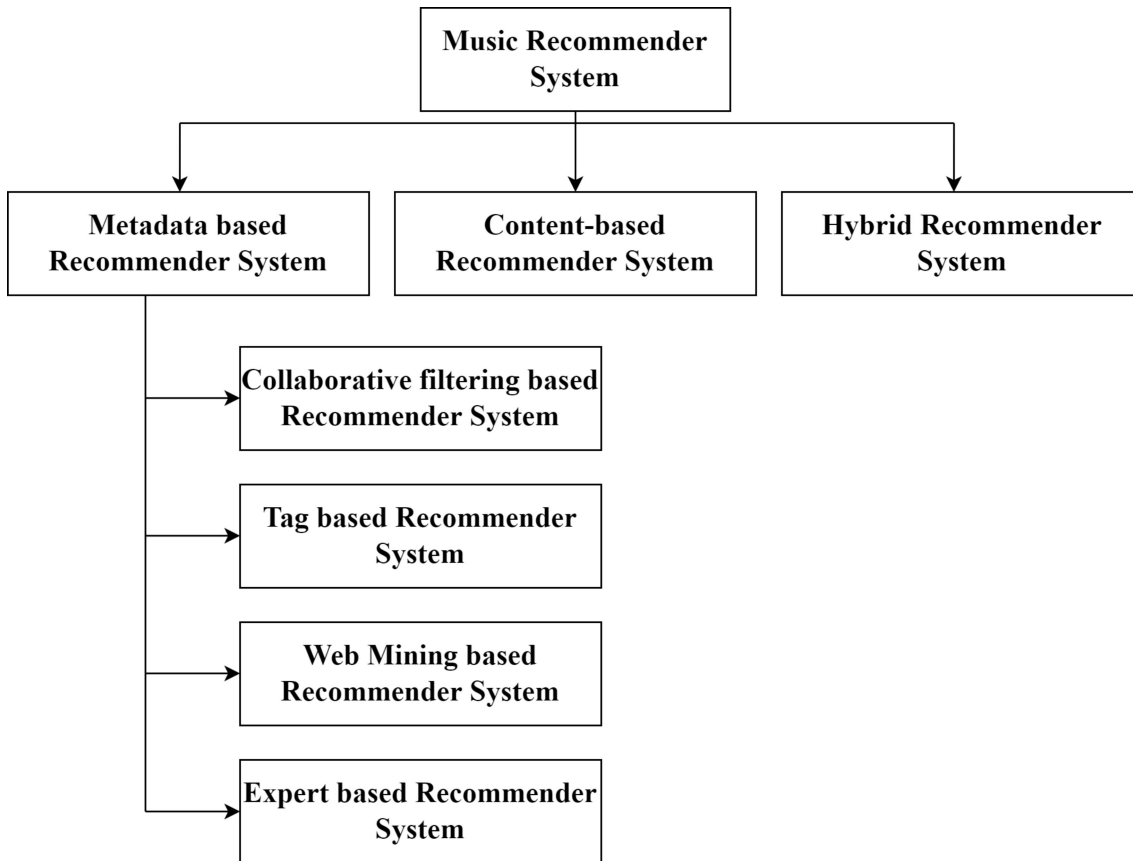 Music Recommender
System
Metadata based
Recommender System
Content-based
Recommender System
Hybrid Recommender
System
Collaborative filtering based
Recommender System
Tag based Recommender
System
Web Mining based
Recommender System
Expert based Recommender
System